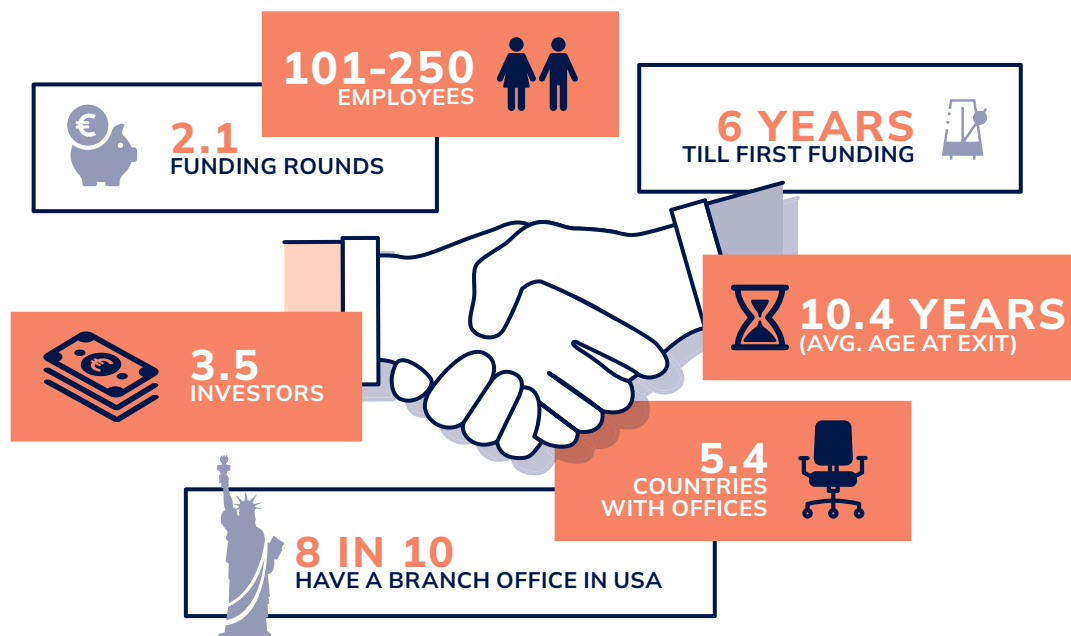 101-250
EMPLOYEES
€
2.1
FUNDING ROUNDS
6 YEARS
TILL FIRST FUNDING
10.4 YEARS
(AVG. AGE AT EXIT)
€
3.5
INVESTORS
5.4
COUNTRIES
WITH OFFICES
8 IN 10
HAVE A BRANCH OFFICE IN USA